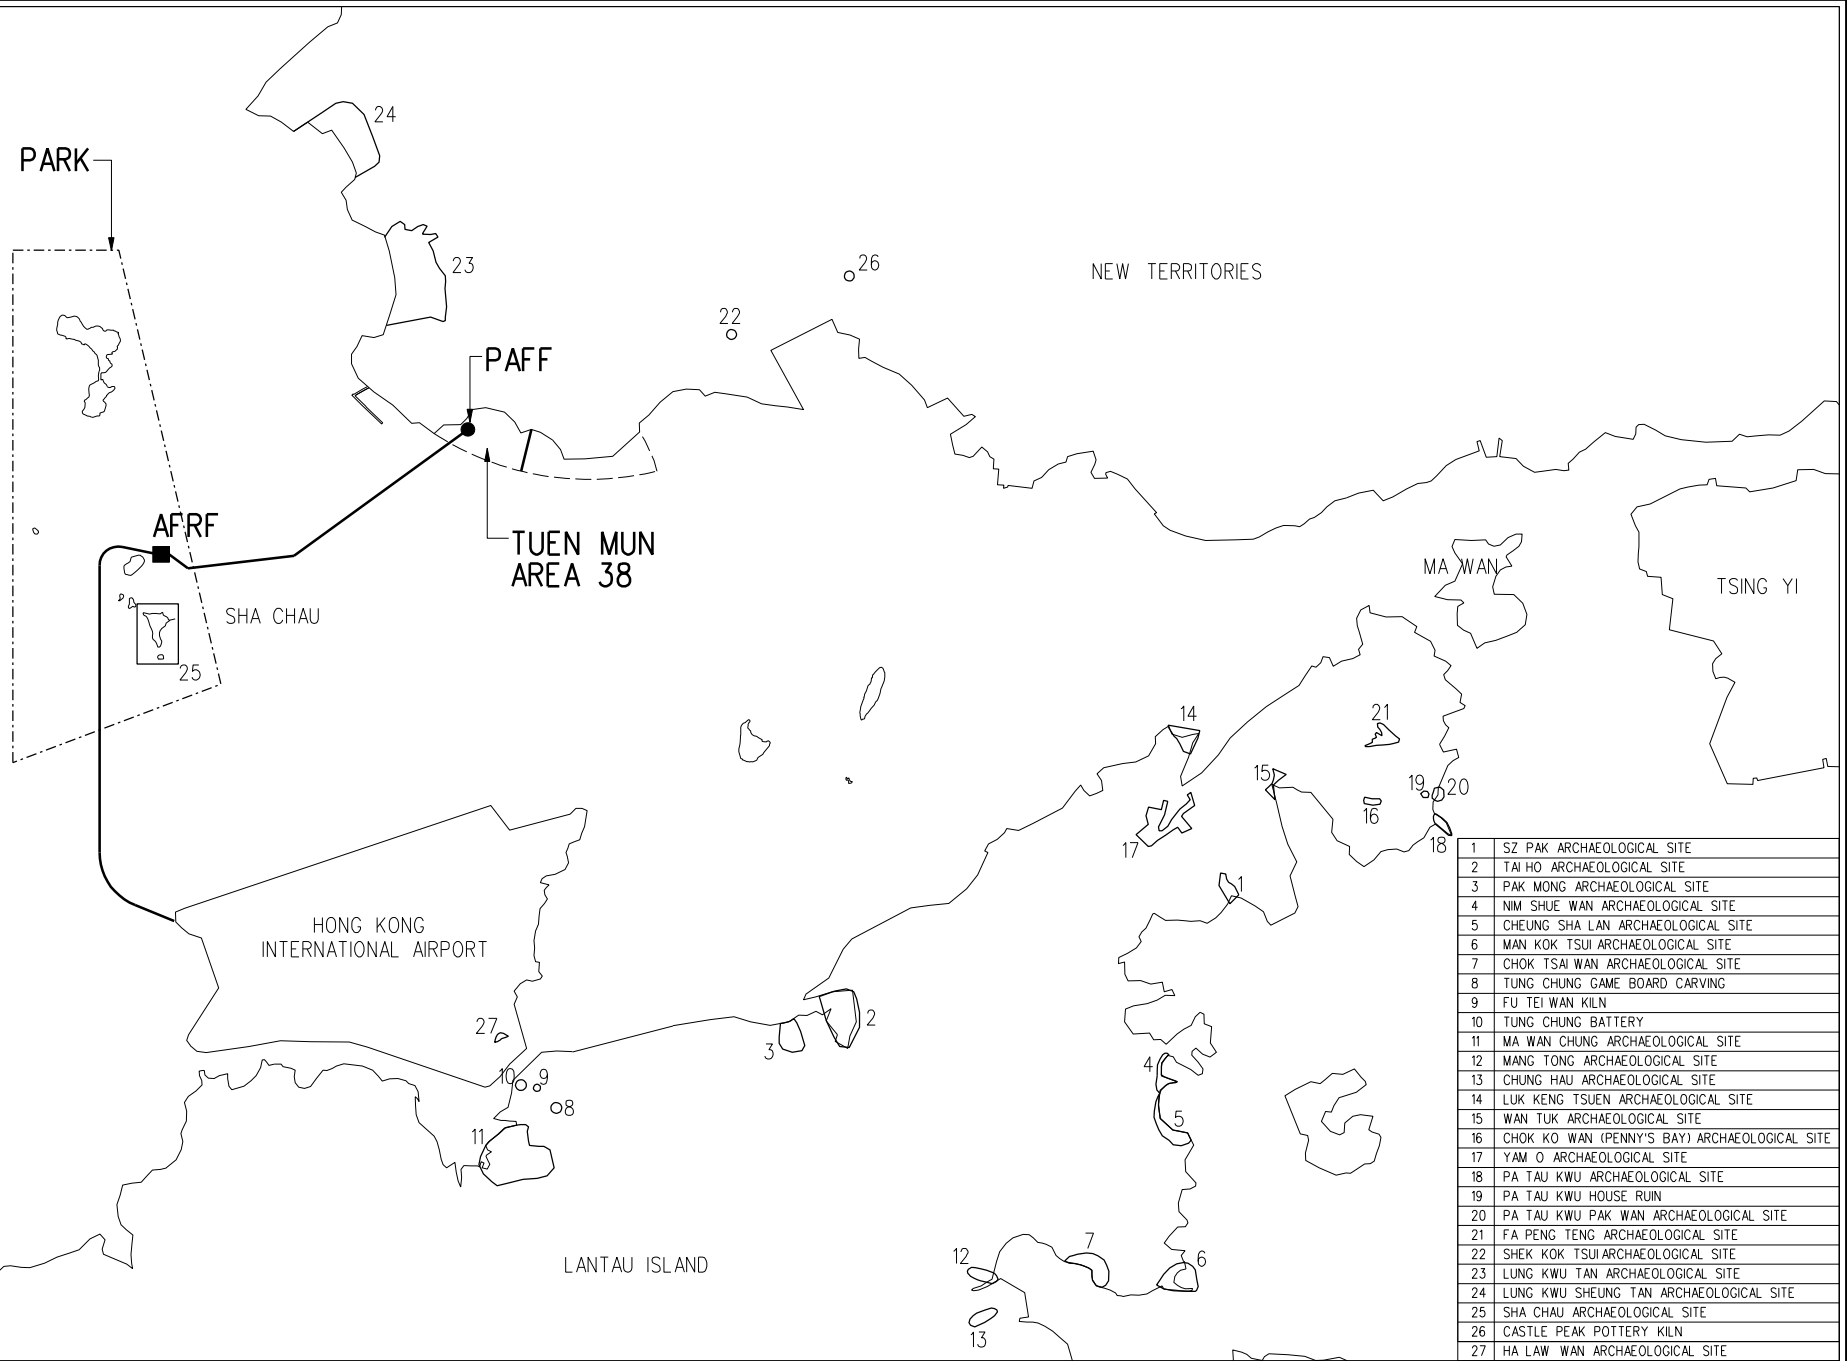 24
PARK
23
26
NEW TERRITORIES
22
PAFF
AFRF
TUEN MUN
AREA 38
MA WAN
TSING YI
SHA CHAU
25
14
21
15
19
20
16
17
18
1
HONG KONG
INTERNATIONAL AIRPORT
27
2
3
10
9
8
4
5
11
LANTAU ISLAND
12
7
6
13
1 SZ PAK ARCHAEOLOGICAL SITE
2 TAI HO ARCHAEOLOGICAL SITE
3 PAK MONG ARCHAEOLOGICAL SITE
4 NIM SHUE WAN ARCHAEOLOGICAL SITE
5 CHEUNG SHA LAN ARCHAEOLOGICAL SITE
6 MAN KOK TSUI ARCHAEOLOGICAL SITE
7 CHOK TSAI WAN ARCHAEOLOGICAL SITE
8 TUNG CHUNG GAME BOARD CARVING
9 FU TEI WAN KILN
10 TUNG CHUNG BATTERY
11 MA WAN CHUNG ARCHAEOLOGICAL SITE
12 MANG TONG ARCHAEOLOGICAL SITE
13 CHUNG HAU ARCHAEOLOGICAL SITE
14 LUK KENG TSUEN ARCHAEOLOGICAL SITE
15 WAN TUK ARCHAEOLOGICAL SITE
16 CHOK KO WAN (PENNY'S BAY) ARCHAEOLOGICAL SITE
17 YAM O ARCHAEOLOGICAL SITE
18 PA TAU KWU ARCHAEOLOGICAL SITE
19 PA TAU KWU HOUSE RUIN
20 PA TAU KWU PAK WAN ARCHAEOLOGICAL SITE
21 FA PENG TENG ARCHAEOLOGICAL SITE
22 SHEK KOK TSUI ARCHAEOLOGICAL SITE
23 LUNG KWU TAN ARCHAEOLOGICAL SITE
24 LUNG KWU SHEUNG TAN ARCHAEOLOGICAL SITE
25 SHA CHAU ARCHAEOLOGICAL SITE
26 CASTLE PEAK POTTERY KILN
27 HA LAW WAN ARCHAEOLOGICAL SITE